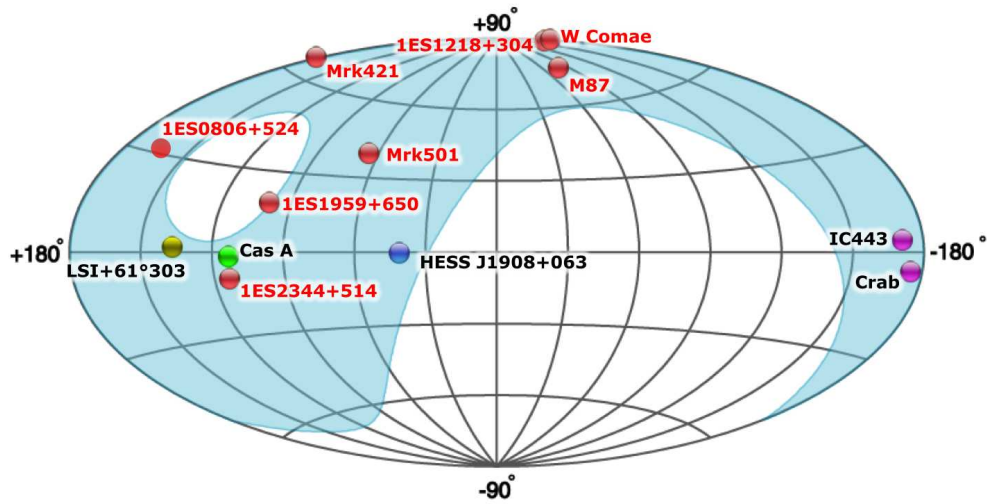 +90°
W Comae
1ES1218+304
Mrk421
M87
1ES0806+524
Mrk501
1ES1959+650
+180°
Cas A
IC443
-180°
LSI+61°303
HESS J1908+063
Crab
1ES2344+514
-90°